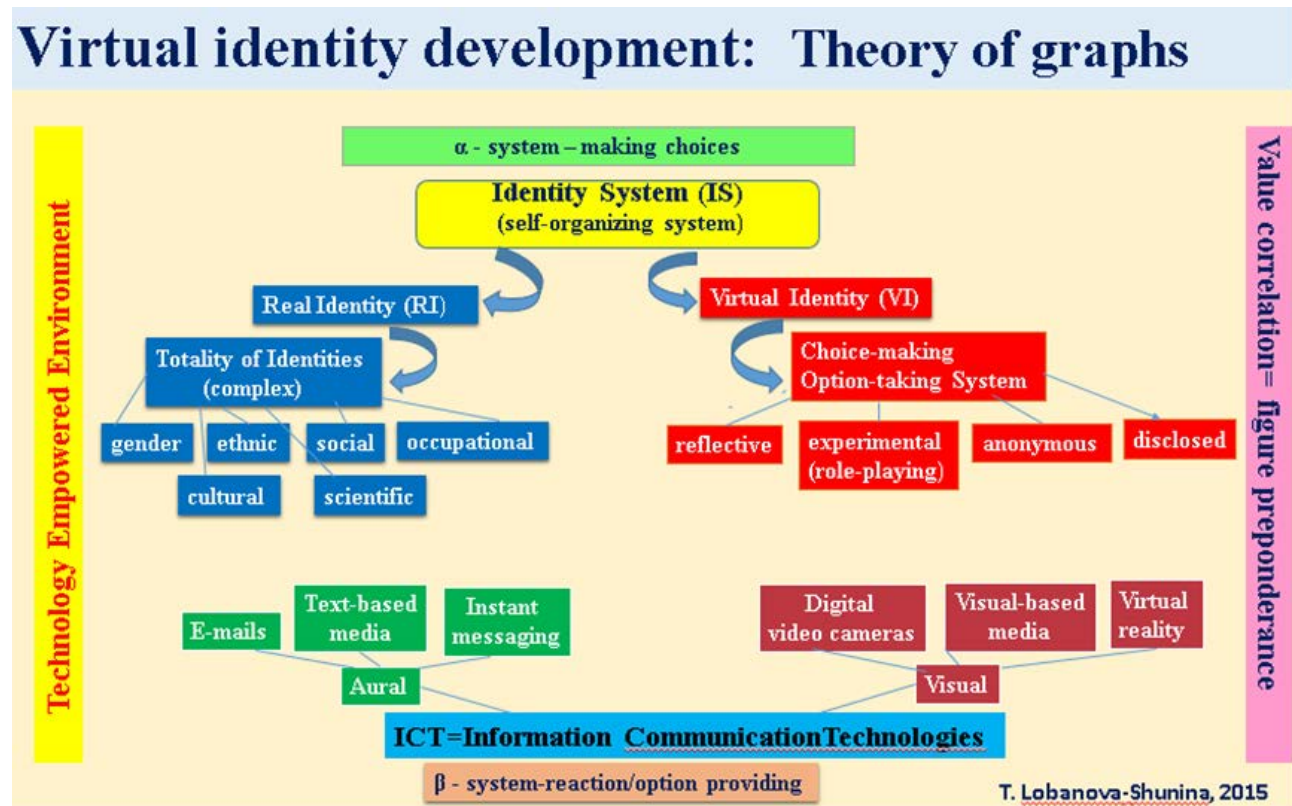 Virtual identity development: Theory of graphs
Technology Empowered Environment
α - system – making choices
Identity System (IS)
(self-organizing system)
Real Identity (RI)
Virtual Identity (VI)
Totality of Identities
(complex)
Choice-making
Option-taking System
gender
ethnic
social
occupational
cultural
scientific
reflective
experimental
(role-playing)
anonymous
disclosed
E-mails
Text-based
media
Instant
messaging
Aural
Digital
video cameras
Visual-based
media
Virtual
reality
Visual
ICT=Information CommunicationTechnologies
β - system-reaction/option providing
Value correlation= figure preponderance
T. Lobanova-Shunina, 2015